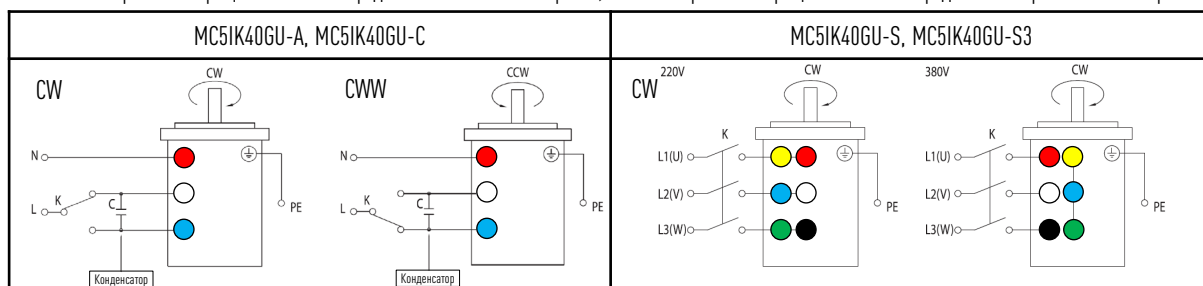 MC5IK40GU-A, MC5IK40GU-C
MC5IK40GU-S, MC5IK40GU-S3
CW
CW
N
L
K
C
PE
Конденсатор
CWW
CCW
N
L
K
C
PE
Конденсатор
CW
220V
CW
K
L1(U)
L2(V)
L3(W)
PE
380V
CW
K
L1(U)
L2(V)
L3(W)
PE